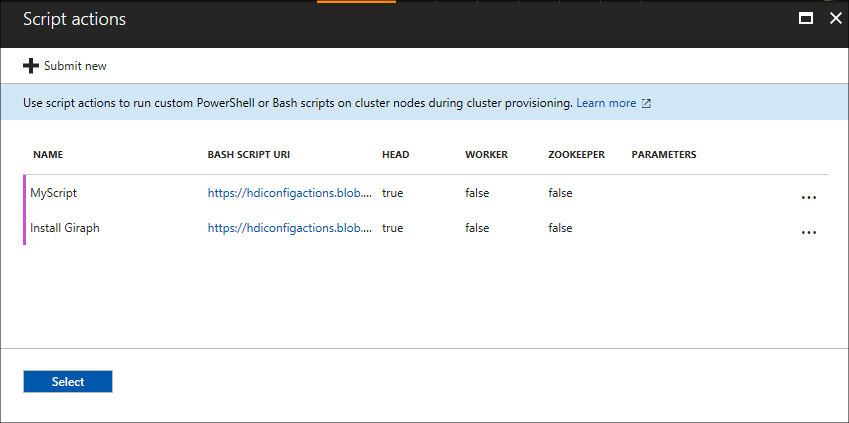 Script actions
Submit new
Use script actions to run custom PowerShell or Bash scripts on cluster nodes during cluster provisioning. Learn more
NAME BASH SCRIPT URI HEAD WORKER ZOOKEEPER PARAMETERS
MyScript https://hdiconfigactions.blob.... true false false ...
Install Giraph https://hdiconfigactions.blob.... true false false ...
Select